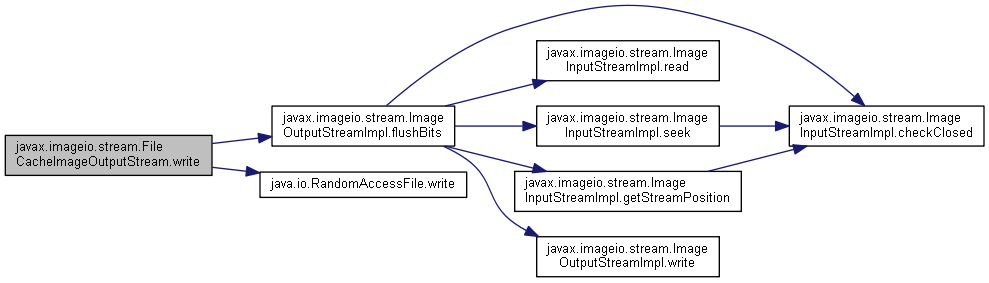 javax.imageio.stream.File
CacheImageOutputStream.write
javax.imageio.stream.Image
OutputStreamImpl.flushBits
java.io.RandomAccessFile.write
javax.imageio.stream.Image
InputStreamImpl.read
javax.imageio.stream.Image
InputStreamImpl.seek
javax.imageio.stream.Image
InputStreamImpl.getStreamPosition
javax.imageio.stream.Image
OutputStreamImpl.write
javax.imageio.stream.Image
InputStreamImpl.checkClosed